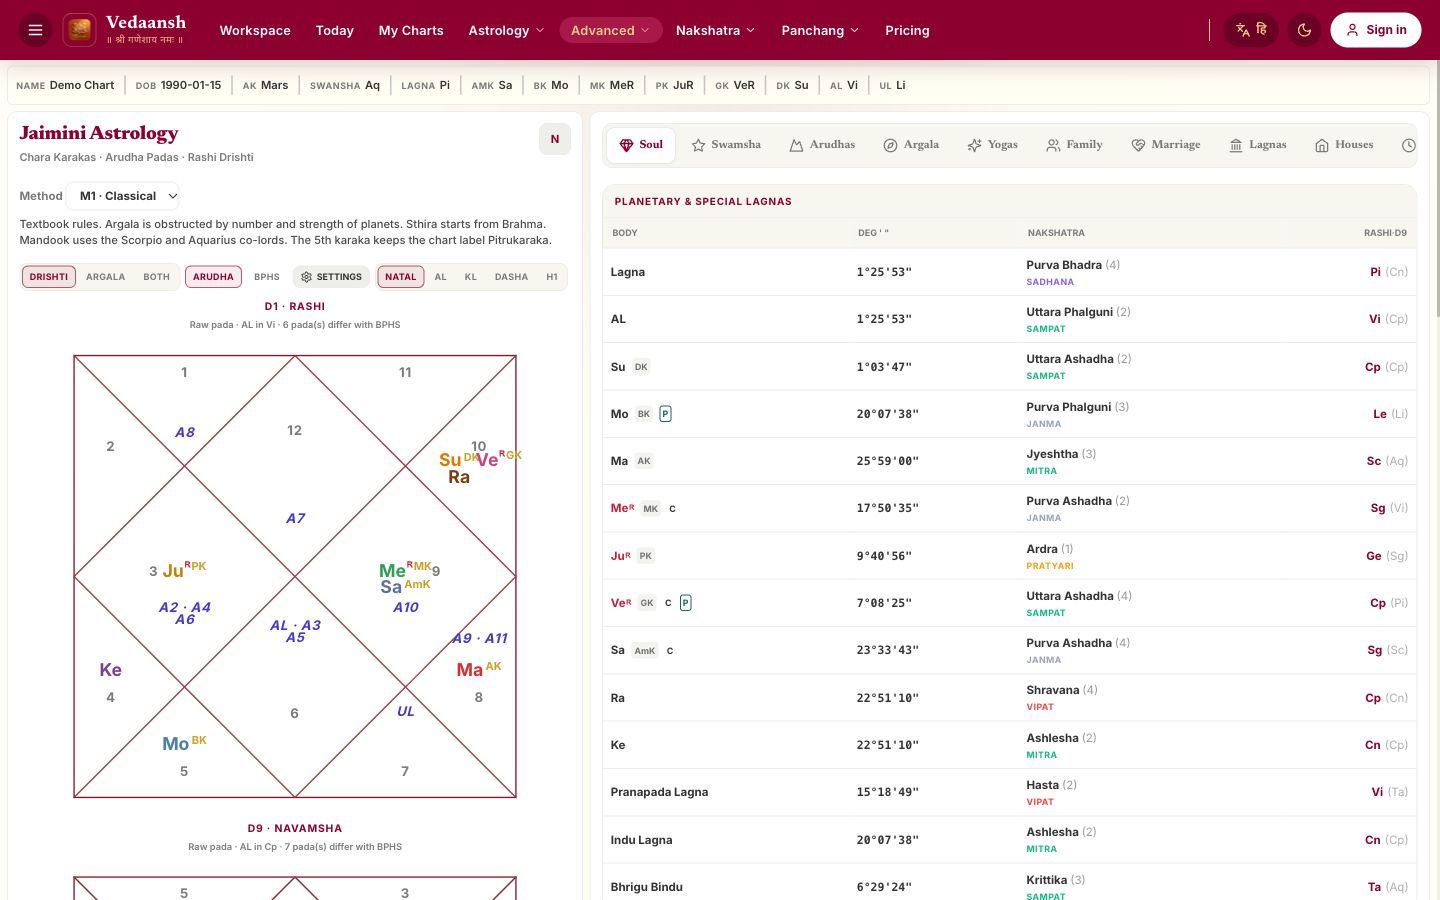 Vedaansh
॥ श्री गणेशाय नमः ॥
Workspace Today My Charts Astrology Advanced Nakshatra Panchang Pricing
हि
Sign in
NAME Demo Chart DOB 1990-01-15 AK Mars SWANSHA Aq LAGNA Pi AMK Sa BK Mo MK MeR PK JuR GK VeR DK Su AL Vi UL Li
Jaimini Astrology
N
Chara Karakas · Arudha Padas · Rashi Drishti
Method M1 · Classical
Textbook rules. Argala is obstructed by number and strength of planets. Sthira starts from Brahma.
Mandook uses the Scorpio and Aquarius co-lords. The 5th karaka keeps the chart label Pitrukaraka.
DRISHTI ARGALA BOTH ARUDHA BPHS SETTINGS NATAL AL KL DASHA H1
D1 · RASHI
Raw pada · AL in Vi · 6 pada(s) differ with BPHS
1 11
A8 12
2 10
Su DK Ve R GK
Ra
A7
3 Ju R PK Me R MK 9
Sa AmK
A2 · A4 A10
A6
AL · A3
A5
A9 · A11
Ke Ma AK
4 8
6 UL
Mo BK
5 7
D9 · NAVAMSHA
Raw pada · AL in Cp · 7 pada(s) differ with BPHS
5 3
Soul Swamsha Arudhas Argala Yogas Family Marriage Lagnas Houses
PLANETARY & SPECIAL LAGNAS
BODY DEG ' " NAKSHATRA RASHI·D9
Lagna 1°25'53" Purva Bhadra (4) Pi (Cn)
SADHANA
AL 1°25'53" Uttara Phalguni (2) Vi (Cp)
SAMPAT
Su DK 1°03'47" Uttara Ashadha (2) Cp (Cp)
SAMPAT
Mo BK P 20°07'38" Purva Phalguni (3) Le (Li)
JANMA
Ma AK 25°59'00" Jyeshtha (3) Sc (Aq)
MITRA
Me R MK C 17°50'35" Purva Ashadha (2) Sg (Vi)
JANMA
Ju R PK 9°40'56" Ardra (1) Ge (Sg)
PRATYARI
Ve R GK C P 7°08'25" Uttara Ashadha (4) Cp (Pi)
SAMPAT
Sa AmK C 23°33'43" Purva Ashadha (4) Sg (Sc)
JANMA
Ra 22°51'10" Shravana (4) Cp (Cn)
VIPAT
Ke 22°51'10" Ashlesha (2) Cn (Cp)
MITRA
Pranapada Lagna 15°18'49" Hasta (2) Vi (Ta)
VIPAT
Indu Lagna 20°07'38" Ashlesha (2) Cn (Cp)
MITRA
Bhrigu Bindu 6°29'24" Krittika (3) Ta (Aq)
SAMPAT